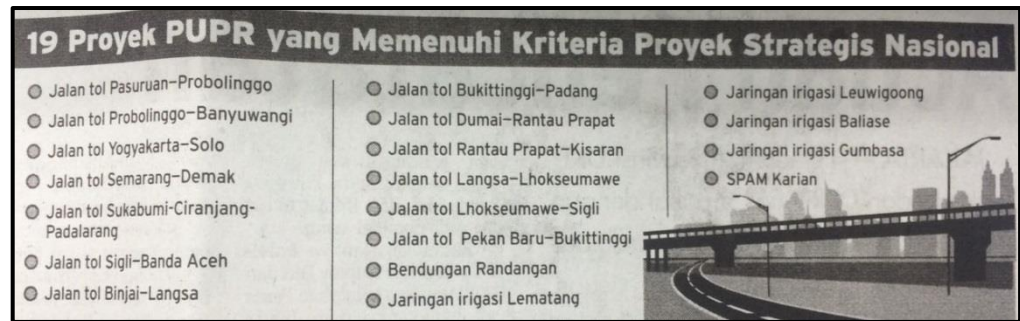 19 Proyek PUPR yang Memenuhi Kriteria Proyek Strategis Nasional
Jalan tol Pasuruan-Probolinggo
Jalan tol Probolinggo-Banyuwangi
Jalan tol Yogyakarta-Solo
Jalan tol Semarang-Demak
Jalan tol Sukabumi-Ciranjang-
Padalarang
Jalan tol Sigli-Banda Aceh
Jalan tol Binjai-Langsa
Jalan tol Bukittinggi-Padang
Jalan tol Dumai-Rantau Prapat
Jalan tol Rantau Prapat-Kisaran
Jalan tol Langsa-Lhokseumawe
Jalan tol Lhokseumawe-Sigli
Jalan tol Pekan Baru-Bukittinggi
Bendungan Randangan
Jaringan irigasi Lematang
Jaringan irigasi Leuwigoong
Jaringan irigasi Baliase
Jaringan irigasi Gumbasa
SPAM Karian